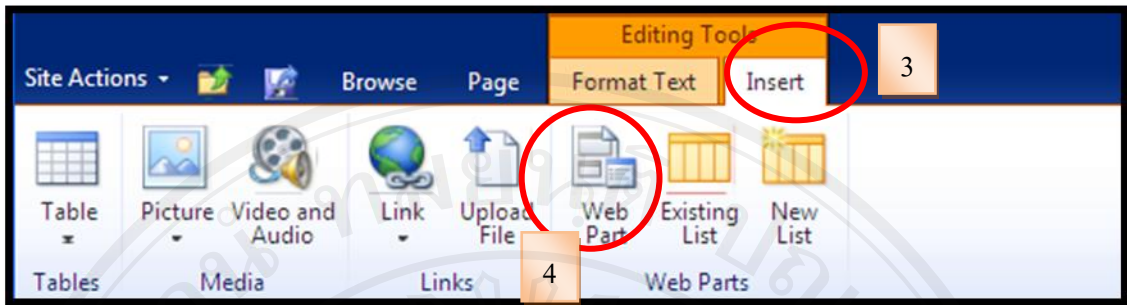 Editing Tools
Site Actions Browse Page Format Text Insert 3
Table Picture Video and Audio Link Upload File Web Part Existing List New List
4
Tables Media Links Web Parts